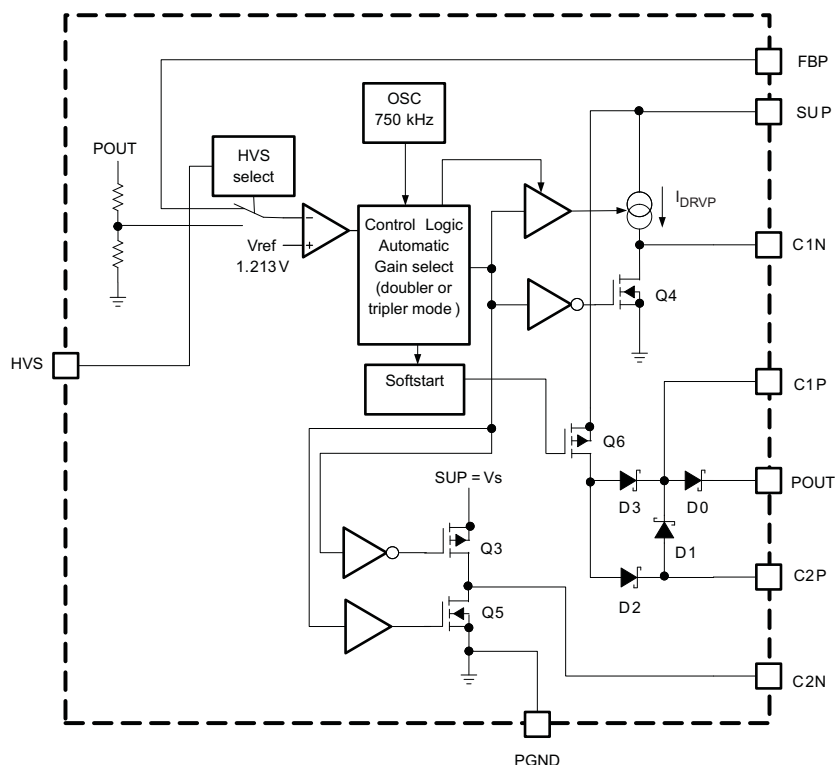 FBP
OSC
750 kHz
SUP
POUT
HVS
select
I_DRVP
Control Logic
Automatic
Gain select
(doubler or
tripler mode )
−
+
Vref
1.213 V
C1N
Q4
HVS
Softstart
C1P
Q6
SUP = Vs
D3
D0
POUT
Q3
D1
C2P
D2
Q5
C2N
PGND